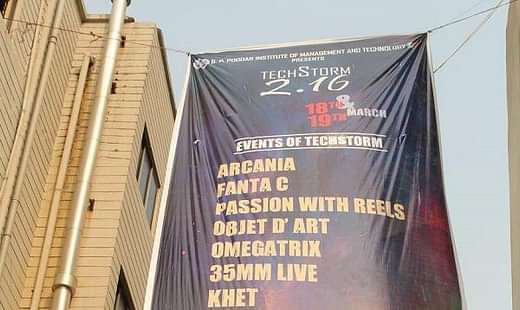 B. P. PODDAR INSTITUTE OF MANAGEMENT AND TECHNOLOGY
PRESENTS
TECHSTORM
2.16
18TH & 19TH MARCH
EVENTS OF TECHSTORM
ARCANIA
FANTA C
PASSION WITH REELS
OBJET D' ART
OMEGATRIX
35MM LIVE
KHET